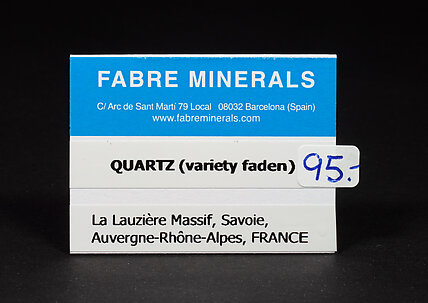 FABRE MINERALS
C/ Arc de Sant Martí 79 Local 08032 Barcelona (Spain)
www.fabreminerals.com
QUARTZ (variety faden) 95.-
La Lauzière Massif, Savoie,
Auvergne-Rhône-Alpes, FRANCE